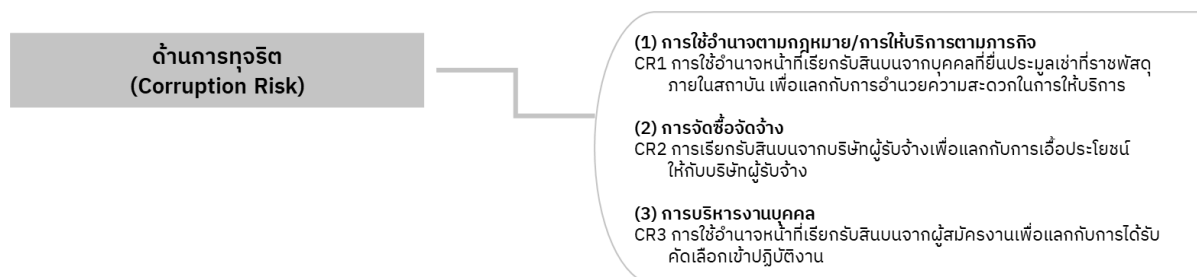 ด้านการทุจริต
(Corruption Risk)
(1) การใช้อำนาจตามกฎหมาย/การให้บริการตามภารกิจ
CR1 การใช้อำนาจหน้าที่เรียกรับสินบนจากบุคคลที่ยื่นประมูลเช่าที่ราชพัสดุ
ภายในสถาบัน เพื่อแลกกับการอำนวยความสะดวกในการให้บริการ
(2) การจัดซื้อจัดจ้าง
CR2 การเรียกรับสินบนจากบริษัทผู้รับจ้างเพื่อแลกกับการเอื้อประโยชน์
ให้กับบริษัทผู้รับจ้าง
(3) การบริหารงานบุคคล
CR3 การใช้อำนาจหน้าที่เรียกรับสินบนจากผู้สมัครงานเพื่อแลกกับการได้รับ
คัดเลือกเข้าปฏิบัติงาน